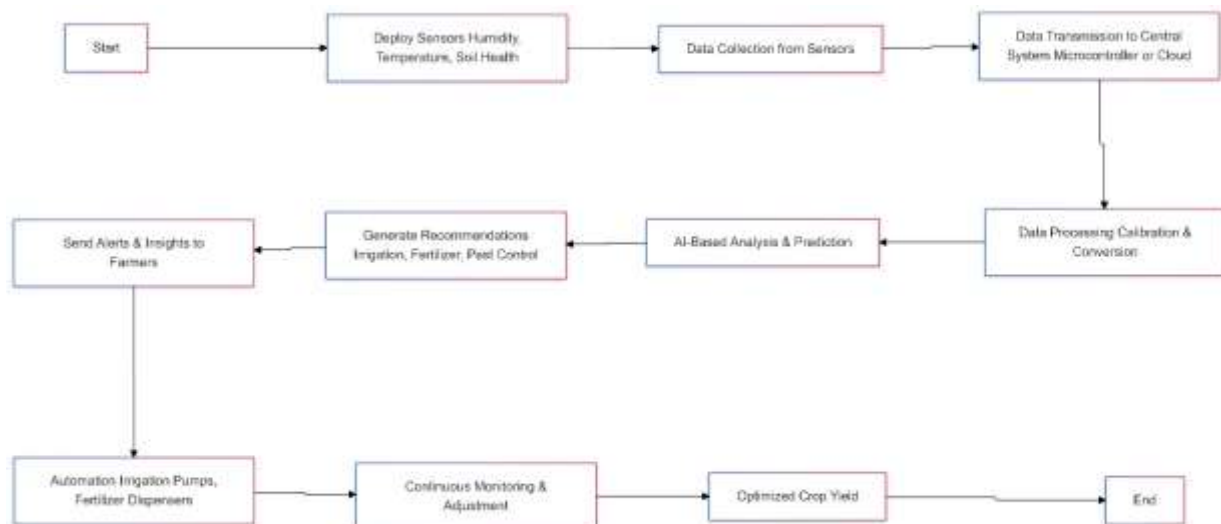 Start
Deploy Sensors Humidity,
Temperature, Soil Health
Data Collection from Sensors
Data Transmission to Central
System Microcontroller or Cloud
Send Alerts & Insights to
Farmers
Generate Recommendations
Irrigation, Fertilizer, Pest Control
AI-Based Analysis & Prediction
Data Processing Calibration &
Conversion
Automation Irrigation Pumps,
Fertilizer Dispensers
Continuous Monitoring &
Adjustment
Optimized Crop Yield
End